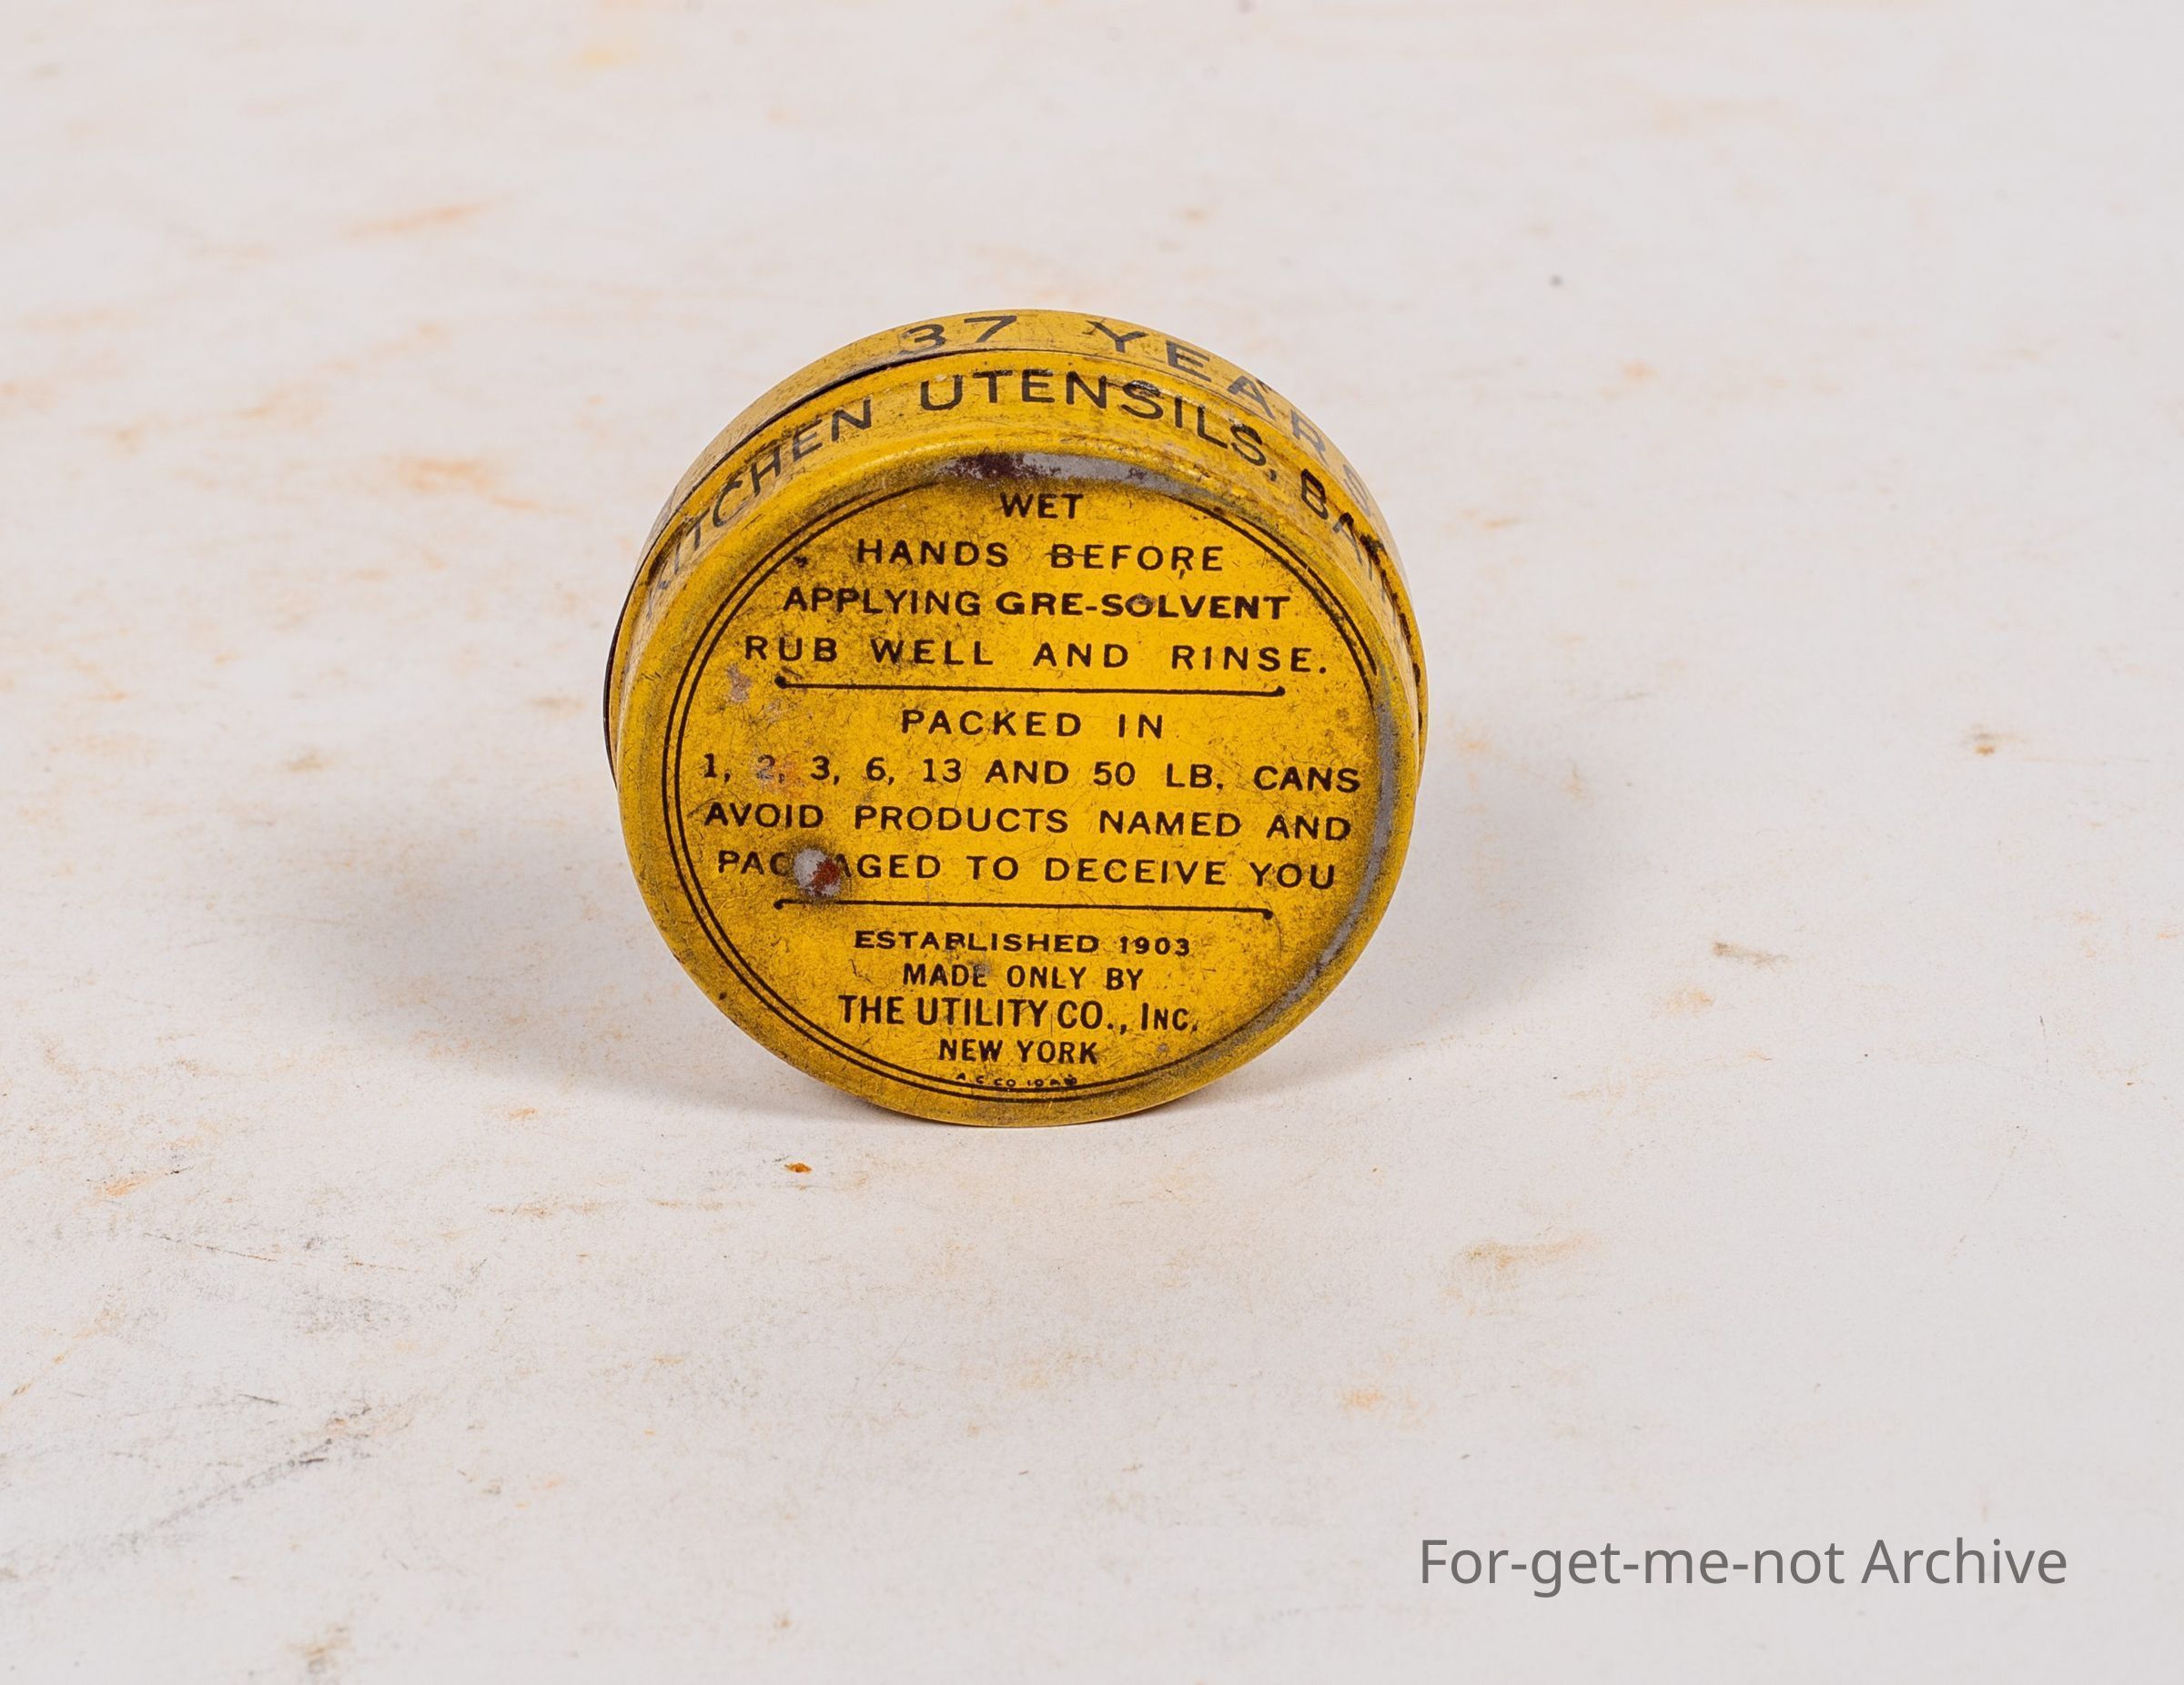 37 YEARS
KITCHEN UTENSILS,
WET
HANDS BEFORE
APPLYING GRE-SOLVENT
RUB WELL AND RINSE.
PACKED IN
1, 2, 3, 6, 13 AND 50 LB. CANS
AVOID PRODUCTS NAMED AND
PACKAGED TO DECEIVE YOU
ESTABLISHED 1903
MADE ONLY BY
THE UTILITY CO., INC.
NEW YORK
For-get-me-not Archive